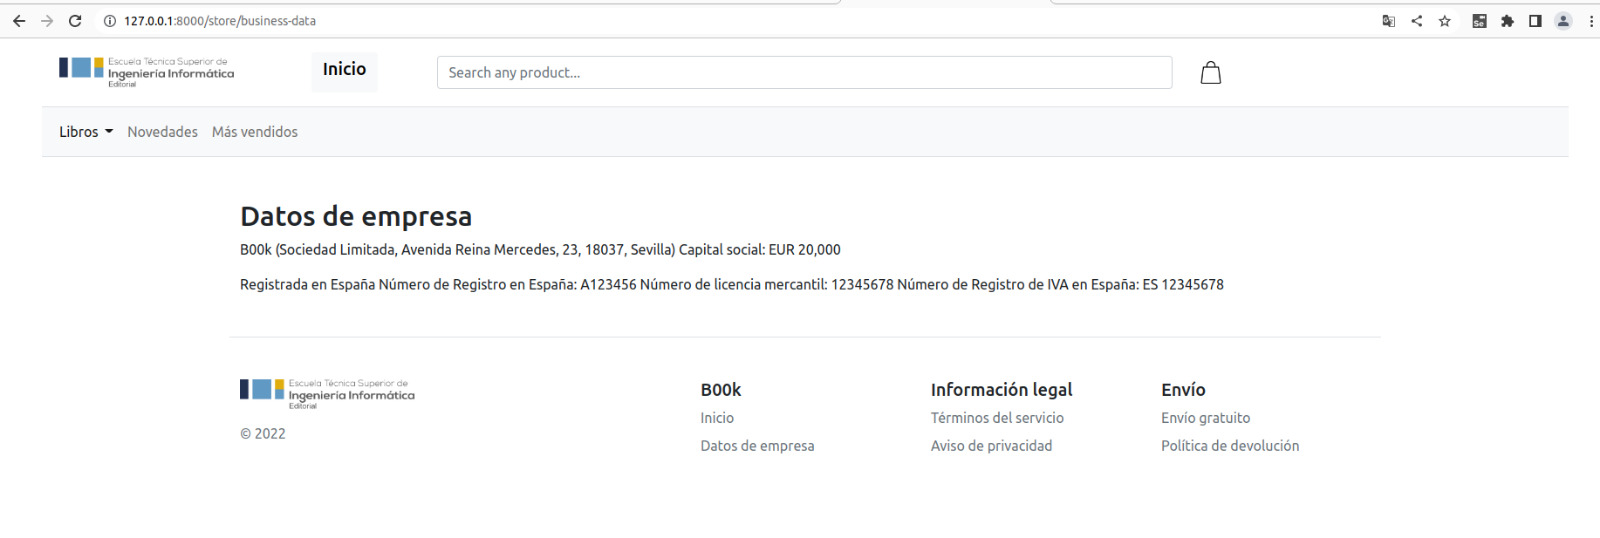 127.0.0.1:8000/store/business-data
Escuela Técnica Superior de
Ingeniería Informática
Editorial
Inicio
Search any product...
Libros Novedades Más vendidos
Datos de empresa
B00k (Sociedad Limitada, Avenida Reina Mercedes, 23, 18037, Sevilla) Capital social: EUR 20,000
Registrada en España Número de Registro en España: A123456 Número de licencia mercantil: 12345678 Número de Registro de IVA en España: ES 12345678
Escuela Técnica Superior de
Ingeniería Informática
Editorial
© 2022
B00k
Inicio
Datos de empresa
Información legal
Términos del servicio
Aviso de privacidad
Envío
Envío gratuito
Política de devolución